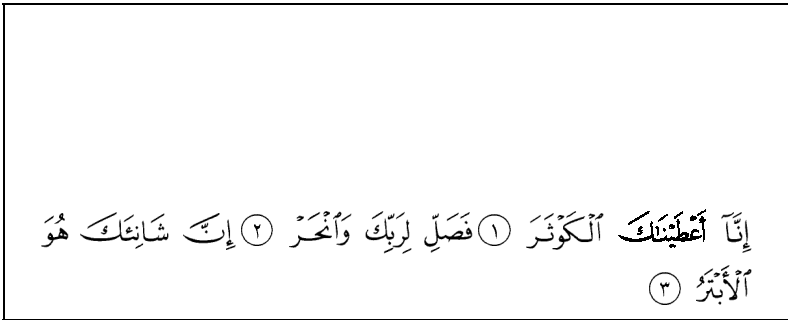 إِنَّآ أَعْطَيْنَـٰكَ ٱلْكَوْثَرَ ١ فَصَلِّ لِرَبِّكَ وَٱنْحَرْ ٢ إِنَّ شَانِئَكَ هُوَ
ٱلْأَبْتَرُ ٣